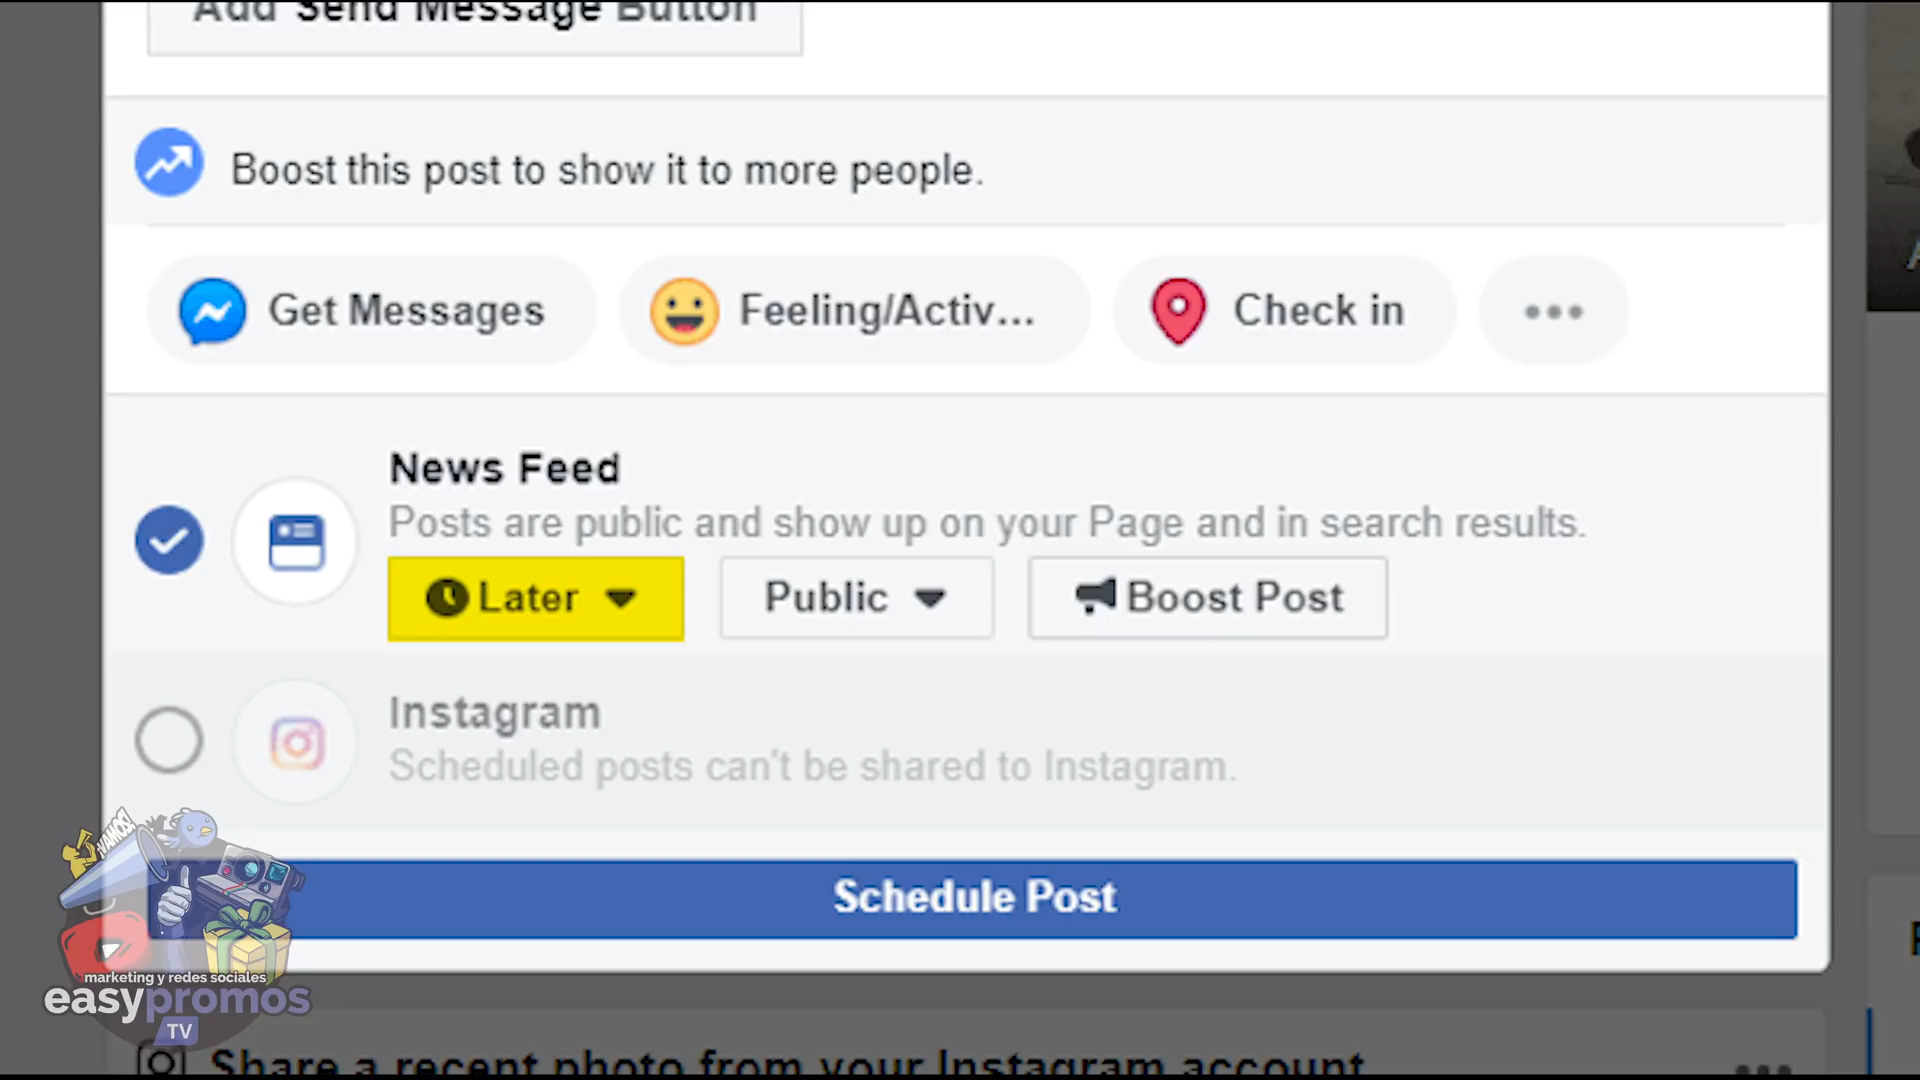 Add Send Message Button
Boost this post to show it to more people.
Get Messages
Feeling/Activ...
Check in
News Feed
Posts are public and show up on your Page and in search results.
Later
Public
Boost Post
Instagram
Scheduled posts can't be shared to Instagram.
Schedule Post
¡VAMOS!
marketing y redes sociales
easypromos
TV
Share a recent photo from your Instagram account